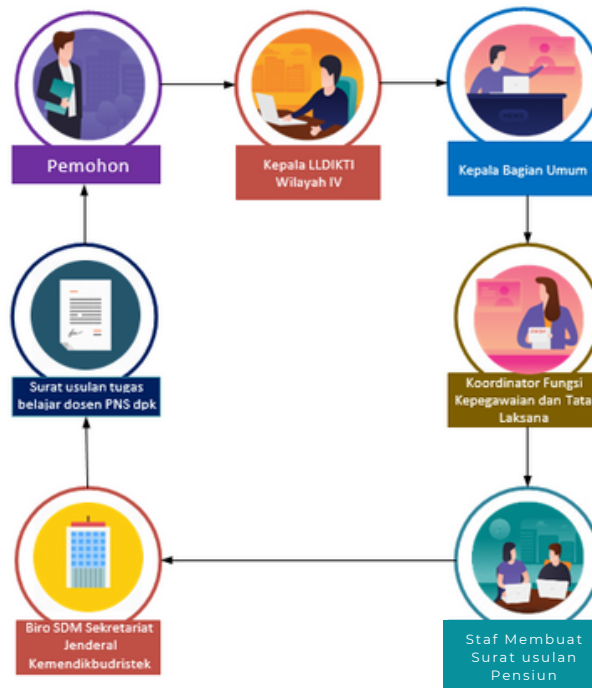 Pemohon
Kepala LLDIKTI
Wilayah IV
Kepala Bagian Umum
Koordinator Fungsi
Kepegawaian dan Tata
Laksana
Staf Membuat
Surat usulan
Pensiun
Biro SDM Sekretariat
Jenderal
Kemendikbudristek
Surat usulan tugas
belajar dosen PNS dpk